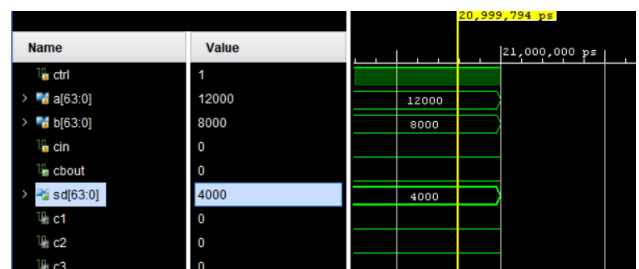 20,999,794 ps
Name Value
21,000,000 ps
ctrl 1
> a[63:0] 12000 12000
> b[63:0] 8000 8000
cin 0
cbout 0
> sd[63:0] 4000 4000
c1 0
c2 0
c3 0